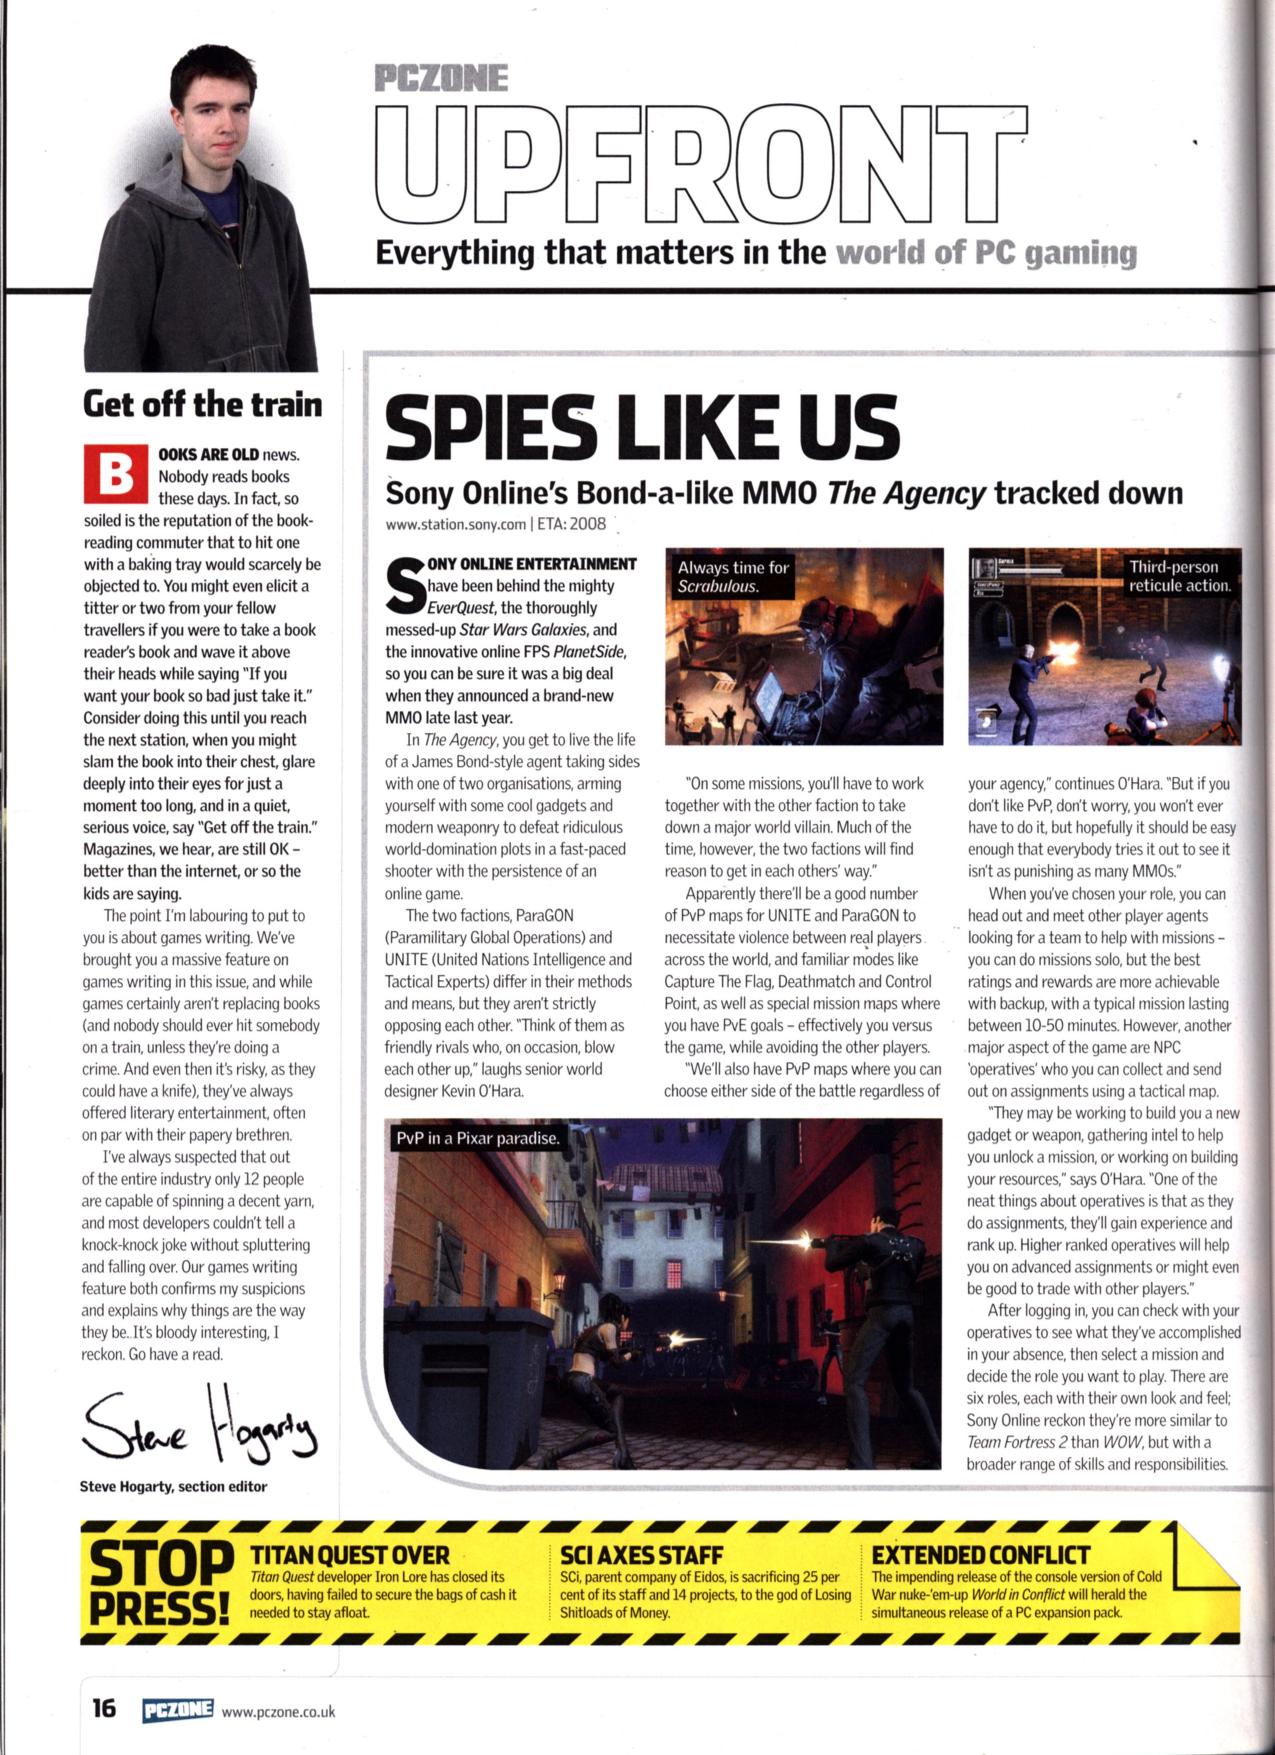 PCZONE
UPFRONT
Everything that matters in the world of PC gaming
Get off the train
BOOKS ARE OLD news.
Nobody reads books
these days. In fact, so
soiled is the reputation of the book-
reading commuter that to hit one
with a baking tray would scarcely be
objected to. You might even elicit a
titter or two from your fellow
travellers if you were to take a book
reader's book and wave it above
their heads while saying "If you
want your book so bad just take it."
Consider doing this until you reach
the next station, when you might
slam the book into their chest, glare
deeply into their eyes for just a
moment too long, and in a quiet,
serious voice, say "Get off the train."
Magazines, we hear, are still OK –
better than the internet, or so the
kids are saying.
The point I'm labouring to put to
you is about games writing. We've
brought you a massive feature on
games writing in this issue, and while
games certainly aren't replacing books
(and nobody should ever hit somebody
on a train, unless they're doing a
crime. And even then it's risky, as they
could have a knife), they've always
offered literary entertainment, often
on par with their papery brethren.
I've always suspected that out
of the entire industry only 12 people
are capable of spinning a decent yarn,
and most developers couldn't tell a
knock-knock joke without spluttering
and falling over. Our games writing
feature both confirms my suspicions
and explains why things are the way
they be. It's bloody interesting, I
reckon. Go have a read.
Steve Hogarty
Steve Hogarty, section editor
SPIES LIKE US
Sony Online's Bond-a-like MMO The Agency tracked down
www.station.sony.com | ETA: 2008
SONY ONLINE ENTERTAINMENT
have been behind the mighty
EverQuest, the thoroughly
messed-up Star Wars Galaxies, and
the innovative online FPS PlanetSide,
so you can be sure it was a big deal
when they announced a brand-new
MMO late last year.
In The Agency, you get to live the life
of a James Bond-style agent taking sides
with one of two organisations, arming
yourself with some cool gadgets and
modern weaponry to defeat ridiculous
world-domination plots in a fast-paced
shooter with the persistence of an
online game.
The two factions, ParaGON
(Paramilitary Global Operations) and
UNITE (United Nations Intelligence and
Tactical Experts) differ in their methods
and means, but they aren't strictly
opposing each other. "Think of them as
friendly rivals who, on occasion, blow
each other up," laughs senior world
designer Kevin O'Hara.
Always time for
Scrabulous.
"On some missions, you'll have to work
together with the other faction to take
down a major world villain. Much of the
time, however, the two factions will find
reason to get in each others' way."
Apparently there'll be a good number
of PvP maps for UNITE and ParaGON to
necessitate violence between real players
across the world, and familiar modes like
Capture The Flag, Deathmatch and Control
Point, as well as special mission maps where
you have PvE goals – effectively you versus
the game, while avoiding the other players.
"We'll also have PvP maps where you can
choose either side of the battle regardless of
PvP in a Pixar paradise.
Third-person
reticule action.
your agency," continues O'Hara. "But if you
don't like PvP, don't worry, you won't ever
have to do it, but hopefully it should be easy
enough that everybody tries it out to see it
isn't as punishing as many MMOs."
When you've chosen your role, you can
head out and meet other player agents
looking for a team to help with missions –
you can do missions solo, but the best
ratings and rewards are more achievable
with backup, with a typical mission lasting
between 10-50 minutes. However, another
major aspect of the game are NPC
'operatives' who you can collect and send
out on assignments using a tactical map.
"They may be working to build you a new
gadget or weapon, gathering intel to help
you unlock a mission, or working on building
your resources," says O'Hara. "One of the
neat things about operatives is that as they
do assignments, they'll gain experience and
rank up. Higher ranked operatives will help
you on advanced assignments or might even
be good to trade with other players."
After logging in, you can check with your
operatives to see what they've accomplished
in your absence, then select a mission and
decide the role you want to play. There are
six roles, each with their own look and feel;
Sony Online reckon they're more similar to
Team Fortress 2 than WOW, but with a
broader range of skills and responsibilities.
STOP
PRESS!
TITAN QUEST OVER
Titan Quest developer Iron Lore has closed its
doors, having failed to secure the bags of cash it
needed to stay afloat.
SCI AXES STAFF
SCi, parent company of Eidos, is sacrificing 25 per
cent of its staff and 14 projects, to the god of Losing
Shitloads of Money.
EXTENDED CONFLICT
The impending release of the console version of Cold
War nuke-'em-up World in Conflict will herald the
simultaneous release of a PC expansion pack.
16 PCZONE www.pczone.co.uk